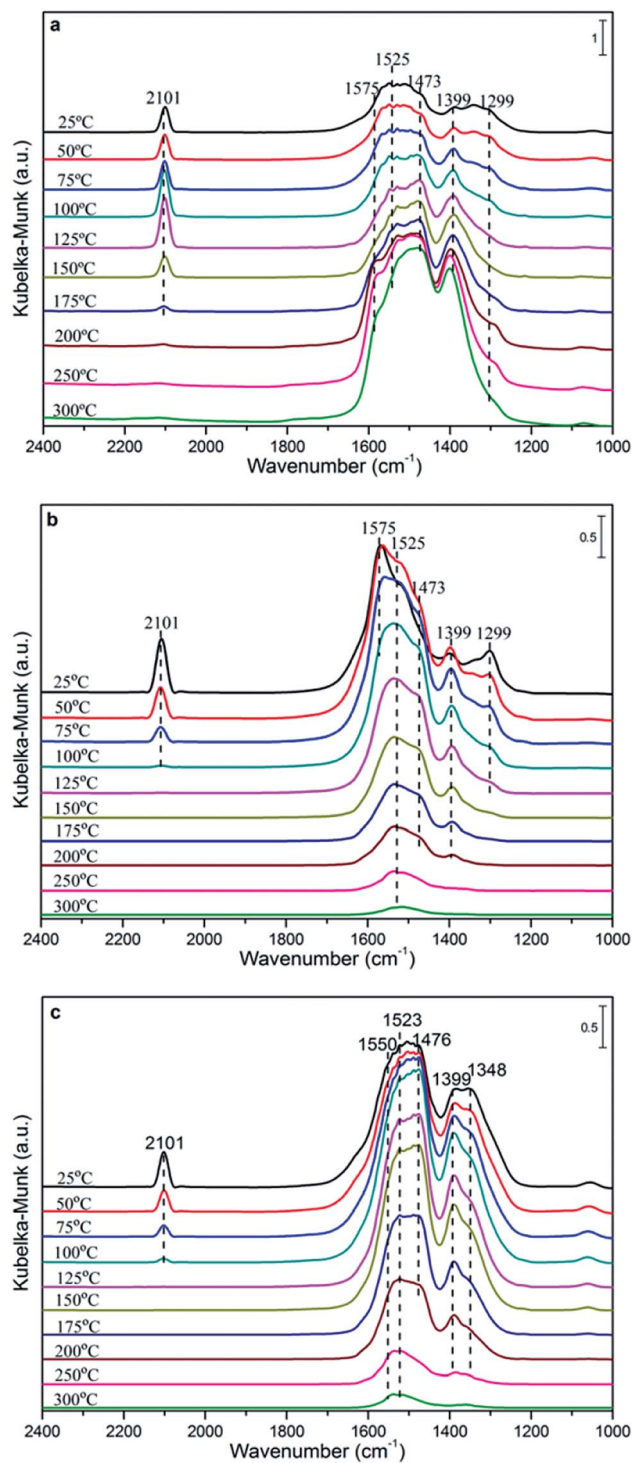 a
1
1525
1575
1473
2101
1399
1299
25ºC
50ºC
75ºC
100ºC
125ºC
150ºC
175ºC
200ºC
250ºC
300ºC
Kubelka-Munk (a.u.)
2400 2200 2000 1800 1600 1400 1200 1000
Wavenumber (cm⁻¹)
b
0.5
1575
1525
1473
2101
1399
1299
25ºC
50ºC
75ºC
100ºC
125ºC
150ºC
175ºC
200ºC
250ºC
300ºC
Kubelka-Munk (a.u.)
2400 2200 2000 1800 1600 1400 1200 1000
Wavenumber (cm⁻¹)
c
0.5
1523
1550
1476
1399
1348
2101
25ºC
50ºC
75ºC
100ºC
125ºC
150ºC
175ºC
200ºC
250ºC
300ºC
Kubelka-Munk (a.u.)
2400 2200 2000 1800 1600 1400 1200 1000
Wavenumber (cm⁻¹)